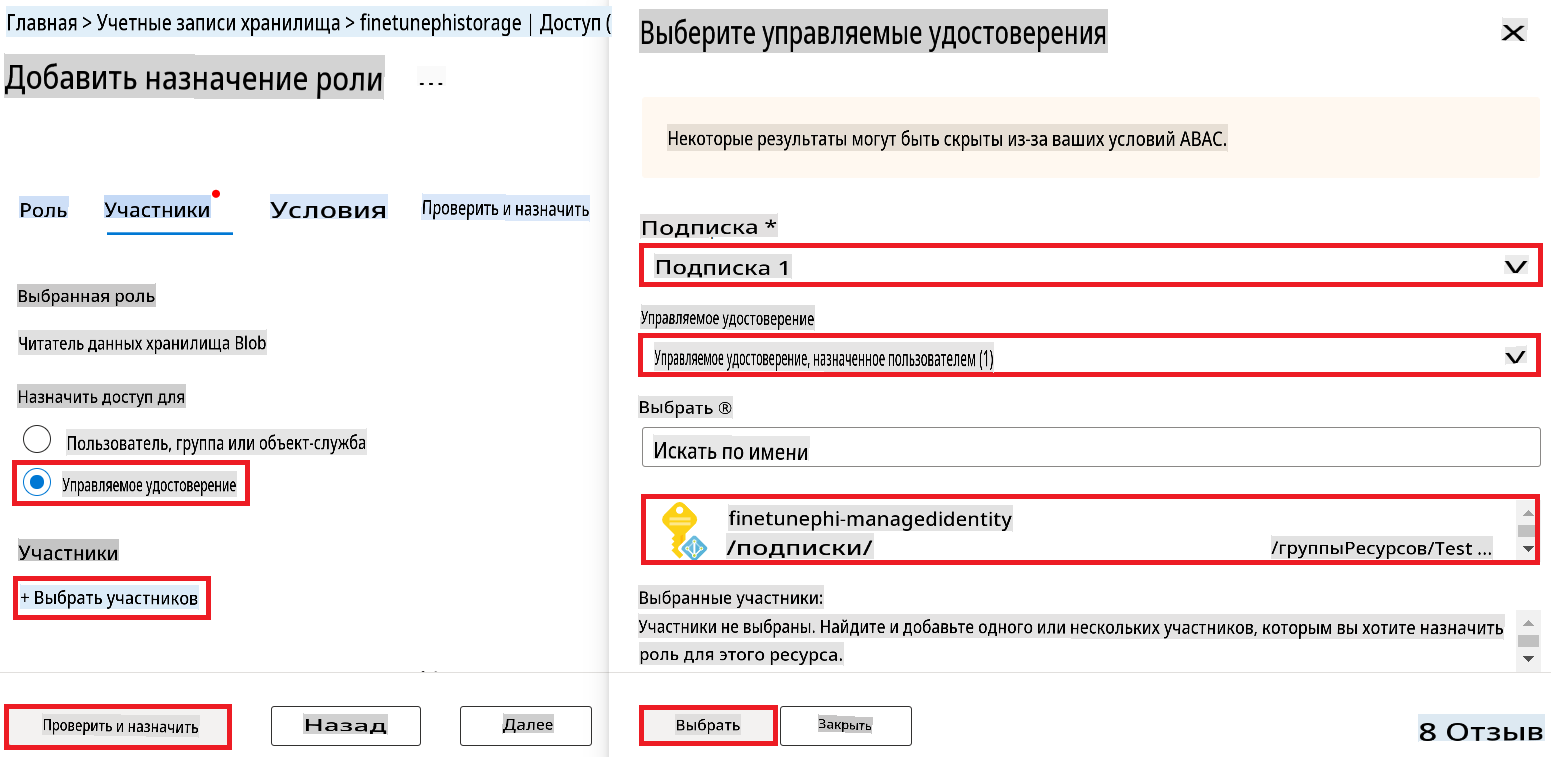 Главная > Учетные записи хранилища > finetunephistorage | Доступ (
Добавить назначение роли ...
Роль Участники Условия Проверить и назначить
Выбранная роль
Читатель данных хранилища Blob
Назначить доступ для
Пользователь, группа или объект-служба
Управляемое удостоверение
Участники
+ Выбрать участников
Проверить и назначить Назад Далее
Выберите управляемые удостоверения
Некоторые результаты могут быть скрыты из-за ваших условий ABAC.
Подписка *
Подписка 1
Управляемое удостоверение
Управляемое удостоверение, назначенное пользователем (1)
Выбрать ®
Искать по имени
finetunephi-managedidentity
/подписки/ /группыРесурсов/Test ...
Выбранные участники:
Участники не выбраны. Найдите и добавьте одного или нескольких участников, которым вы хотите назначить
роль для этого ресурса.
Выбрать Закрыть
8 Отзыв